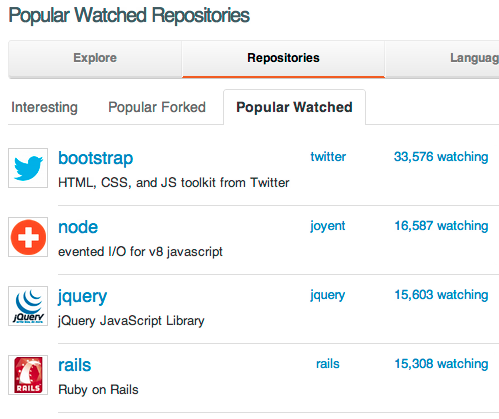 Popular Watched Repositories
Explore Repositories Languag
Interesting Popular Forked Popular Watched
bootstrap twitter 33,576 watching
HTML, CSS, and JS toolkit from Twitter
node joyent 16,587 watching
evented I/O for v8 javascript
jquery jquery 15,603 watching
jQuery
jQuery JavaScript Library
rails rails 15,308 watching
RAILS
Ruby on Rails